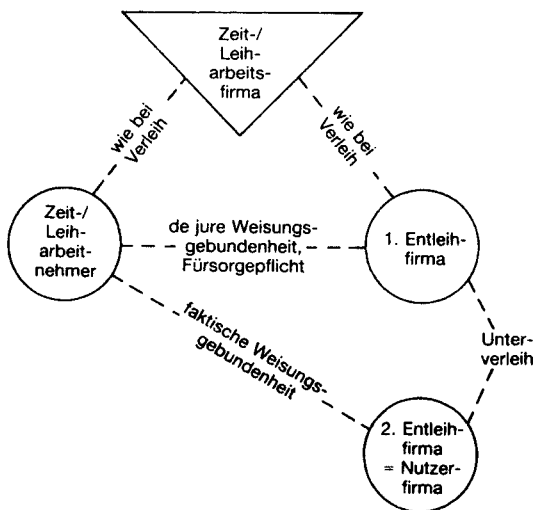 Zeit-/
Leih-
arbeits-
firma
wie bei
Verleih
wie bei
Verleih
Zeit-/
Leih-
arbeit-
nehmer
de jure Weisungs-
gebundenheit,
Fürsorgepflicht
1. Entleih-
firma
faktische Weisungs-
gebundenheit
Unter-
verleih
2. Entleih-
firma
= Nutzer-
firma